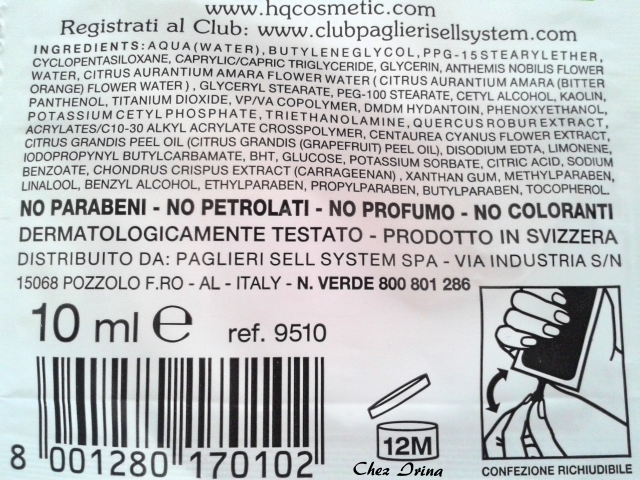 www.hqcosmetic.com
Registrati al Club: www.clubpaglierisellsystem.com
INGREDIENTS: AQUA (WATER), BUTYLENE GLYCOL, PPG-15 STEARYL ETHER,
CYCLOPENTASILOXANE, CAPRYLIC/CAPRIC TRIGLYCERIDE, GLYCERIN, ANTHEMIS NOBILIS FLOWER
WATER, CITRUS AURANTIUM AMARA FLOWER WATER ( CITRUS AURANTIUM AMARA (BITTER
ORANGE) FLOWER WATER ) , GLYCERYL STEARATE, PEG-100 STEARATE, CETYL ALCOHOL, KAOLIN,
PANTHENOL, TITANIUM DIOXIDE, VP/VA COPOLYMER, DMDM HYDANTOIN, PHENOXYETHANOL,
POTASSIUM CETYL PHOSPHATE, TRIETHANOLAMINE, QUERCUS ROBUR EXTRACT,
ACRYLATES/C10-30 ALKYL ACRYLATE CROSSPOLYMER, CENTAUREA CYANUS FLOWER EXTRACT,
CITRUS GRANDIS PEEL OIL (CITRUS GRANDIS (GRAPEFRUIT) PEEL OIL), DISODIUM EDTA, LIMONENE,
IODOPROPYNYL BUTYLCARBAMATE, BHT, GLUCOSE, POTASSIUM SORBATE, CITRIC ACID, SODIUM
BENZOATE, CHONDRUS CRISPUS EXTRACT (CARRAGEENAN) , XANTHAN GUM, METHYLPARABEN,
LINALOOL, BENZYL ALCOHOL, ETHYLPARABEN, PROPYLPARABEN, BUTYLPARABEN, TOCOPHEROL.
NO PARABENI - NO PETROLATI - NO PROFUMO - NO COLORANTI
DERMATOLOGICAMENTE TESTATO - PRODOTTO IN SVIZZERA
DISTRIBUITO DA: PAGLIERI SELL SYSTEM SPA - VIA INDUSTRIA S/N
15068 POZZOLO F.RO - AL - ITALY - N. VERDE 800 801 286
10 ml e ref. 9510
12M
8 001280 170102
Chez Irina
CONFEZIONE RICHIUDIBILE